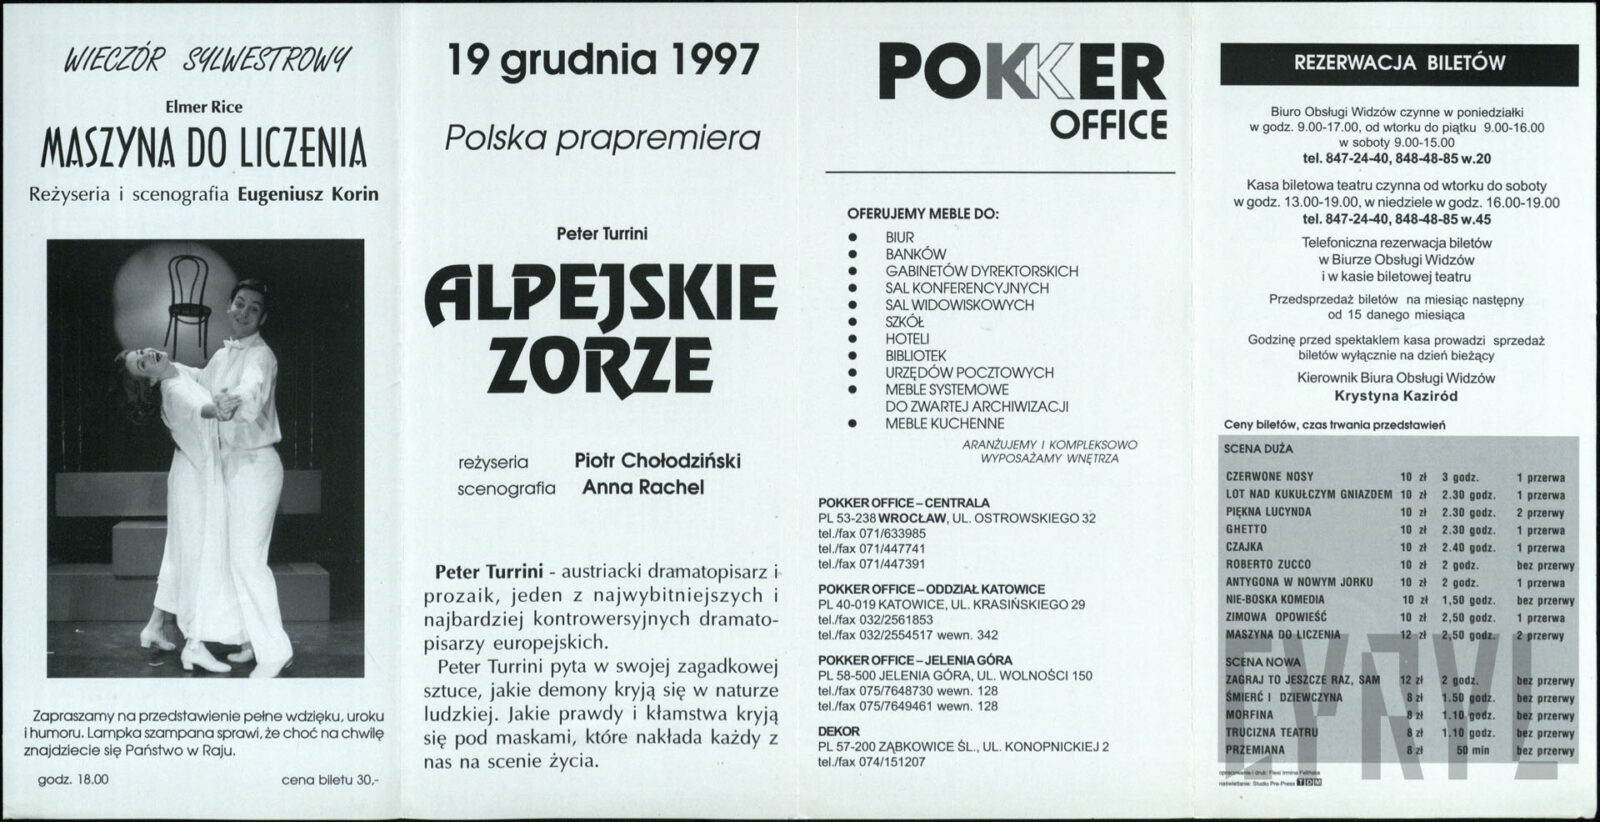 WIECZÓR SYLWESTROWY
Elmer Rice
MASZYNA DO LICZENIA
Reżyseria i scenografia Eugeniusz Korin
Zapraszamy na przedstawienie pełne wdzięku, uroku
i humoru. Lampka szampana sprawi, że choć na chwilę
znajdziecie się Państwo w Raju.
godz. 18.00 cena biletu 30,-
19 grudnia 1997
Polska prapremiera
Peter Turrini
ALPEJSKIE
ZORZE
reżyseria Piotr Chołodziński
scenografia Anna Rachel
Peter Turrini - austriacki dramatopisarz i
prozaik, jeden z najwybitniejszych i
najbardziej kontrowersyjnych dramato-
pisarzy europejskich.
Peter Turrini pyta w swojej zagadkowej
sztuce, jakie demony kryją się w naturze
ludzkiej. Jakie prawdy i kłamstwa kryją
się pod maskami, które nakłada każdy z
nas na scenie życia.
POKKER
OFFICE
OFERUJEMY MEBLE DO:
● BIUR
● BANKÓW
● GABINETÓW DYREKTORSKICH
● SAL KONFERENCYJNYCH
● SAL WIDOWISKOWYCH
● SZKÓŁ
● HOTELI
● BIBLIOTEK
● URZĘDÓW POCZTOWYCH
● MEBLE SYSTEMOWE
DO ZWARTEJ ARCHIWIZACJI
● MEBLE KUCHENNE
ARANŻUJEMY I KOMPLEKSOWO
WYPOSAŻAMY WNĘTRZA
POKKER OFFICE – CENTRALA
PL 53-238 WROCŁAW, UL. OSTROWSKIEGO 32
tel./fax 071/633985
tel./fax 071/447741
tel./fax 071/447391
POKKER OFFICE – ODDZIAŁ KATOWICE
PL 40-019 KATOWICE, UL. KRASIŃSKIEGO 29
tel./fax 032/2561853
tel./fax 032/2554517 wewn. 342
POKKER OFFICE – JELENIA GÓRA
PL 58-500 JELENIA GÓRA, UL. WOLNOŚCI 150
tel./fax 075/7648730 wewn. 128
tel./fax 075/7649461 wewn. 128
DEKOR
PL 57-200 ZĄBKOWICE ŚL., UL. KONOPNICKIEJ 2
tel./fax 074/151207
REZERWACJA BILETÓW
Biuro Obsługi Widzów czynne w poniedziałki
w godz. 9.00-17.00, od wtorku do piątku 9.00-16.00
w soboty 9.00-15.00
tel. 847-24-40, 848-48-85 w.20
Kasa biletowa teatru czynna od wtorku do soboty
w godz. 13.00-19.00, w niedziele w godz. 16.00-19.00
tel. 847-24-40, 848-48-85 w.45
Telefoniczna rezerwacja biletów
w Biurze Obsługi Widzów
i w kasie biletowej teatru
Przedsprzedaż biletów na miesiąc następny
od 15 danego miesiąca
Godzinę przed spektaklem kasa prowadzi sprzedaż
biletów wyłącznie na dzień bieżący
Kierownik Biura Obsługi Widzów
Krystyna Kaziród
Ceny biletów, czas trwania przedstawień
SCENA DUŻA
CZERWONE NOSY 10 zł 3 godz. 1 przerwa
LOT NAD KUKUŁCZYM GNIAZDEM 10 zł 2.30 godz. 1 przerwa
PIĘKNA LUCYNDA 10 zł 2.30 godz. 2 przerwy
GHETTO 10 zł 2.30 godz. 1 przerwa
CZAJKA 10 zł 2.40 godz. 1 przerwa
ROBERTO ZUCCO 10 zł 2 godz. bez przerwy
ANTYGONA W NOWYM JORKU 10 zł 2 godz. 1 przerwa
NIE-BOSKA KOMEDIA 10 zł 1,50 godz. bez przerwy
ZIMOWA OPOWIEŚĆ 10 zł 2,50 godz. 1 przerwa
MASZYNA DO LICZENIA 12 zł 2,50 godz. 2 przerwy
SCENA NOWA
ZAGRAJ TO JESZCZE RAZ, SAM 12 zł 2 godz. bez przerwy
ŚMIERĆ I DZIEWCZYNA 8 zł 1.50 godz. bez przerwy
MORFINA 8 zł 1.10 godz. bez przerwy
TRUCIZNA TEATRU 8 zł 1.10 godz. bez przerwy
PRZEMIANA 8 zł 50 min bez przerwy
opracowanie i druk: Flexi Irmina Felińska
naświetlanie: Studio Pre-Press TDM
CYRYL